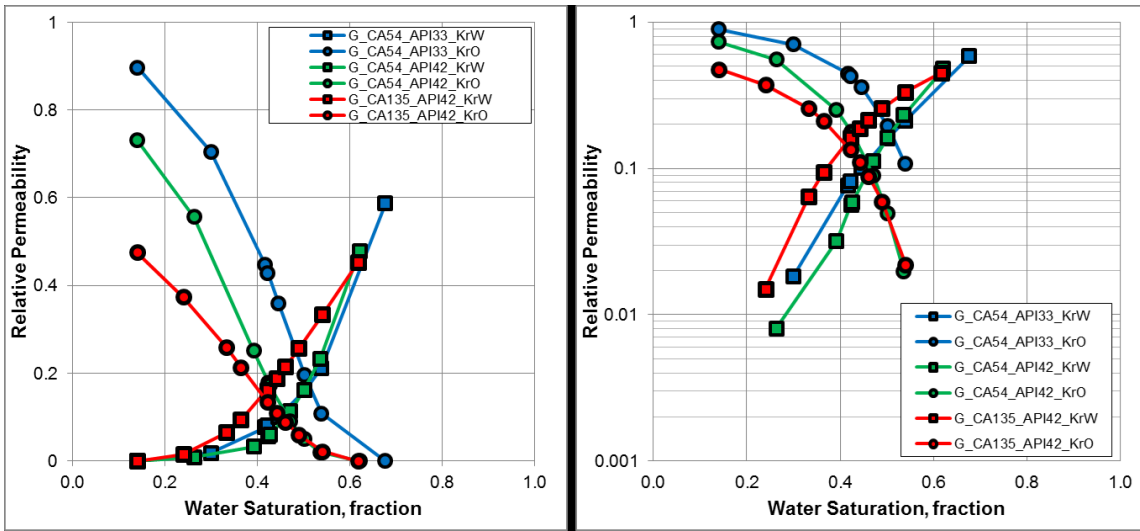 1
0.8
0.6
0.4
0.2
0
0.0
0.2
0.4
0.6
0.8
1.0
Relative Permeability
Water Saturation, fraction
G_CA54_API33_KrW
G_CA54_API33_KrO
G_CA54_API42_KrW
G_CA54_API42_KrO
G_CA135_API42_KrW
G_CA135_API42_KrO
1
0.1
0.01
0.001
0.0
0.2
0.4
0.6
0.8
1.0
Relative Permeability
Water Saturation, fraction
G_CA54_API33_KrW
G_CA54_API33_KrO
G_CA54_API42_KrW
G_CA54_API42_KrO
G_CA135_API42_KrW
G_CA135_API42_KrO